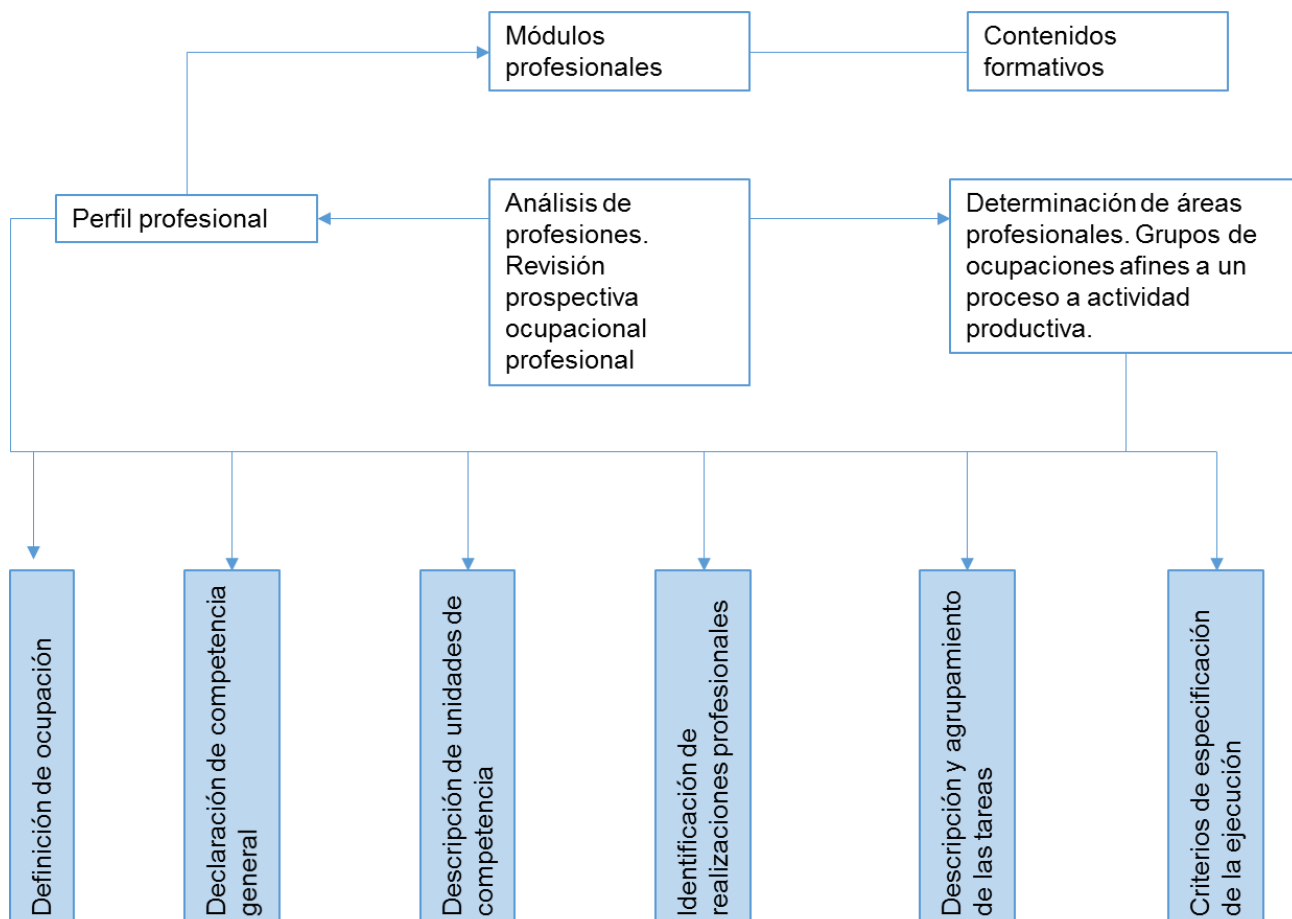 Módulos
profesionales
Contenidos
formativos
Perfil profesional
Análisis de
profesiones.
Revisión
prospectiva
ocupacional
profesional
Determinación de áreas
profesionales. Grupos de
ocupaciones afines a un
proceso a actividad
productiva.
Definición de ocupación
Declaración de competencia
general
Descripción de unidades de
competencia
Identificación de
realizaciones profesionales
Descripción y agrupamiento
de las tareas
Criterios de especificación
de la ejecución